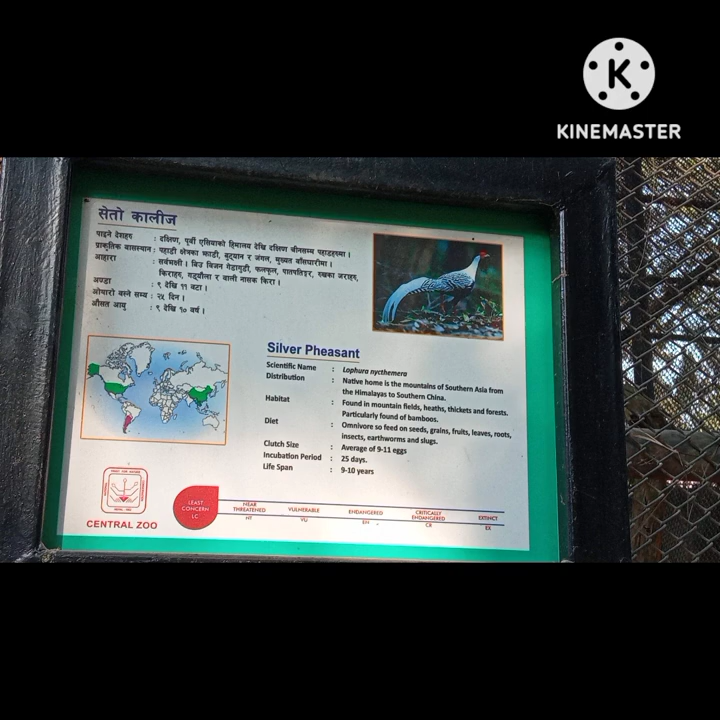 KINEMASTER
सेतो कालीज
पाइने देशहरु : दक्षिण, पूर्वी एसियाको हिमालय देखि दक्षिण चीनसम्म पहाडहरुमा ।
प्राकृतिक वासस्थान : पहाडी क्षेत्रका झाडी, बुट्यान र जंगल, मुख्यत बाँसघारीमा ।
आहारा : सर्वभक्षी । बिउ बिजन गेडागुडी, फलफूल, पातपतिङ्गर, रुखका जराहरु,
किराहरु, गड्यौला र बाली नासक किरा ।
अण्डा : ९ देखि ११ वटा ।
ओथारो बस्ने समय : २५ दिन ।
औसत आयु : ९ देखि १० वर्ष ।
Silver Pheasant
Scientific Name : Lophura nycthemera
Distribution : Native home is the mountains of Southern Asia from
the Himalayas to Southern China.
Habitat : Found in mountain fields, heaths, thickets and forests.
Particularly found of bamboos.
Diet : Omnivore so feed on seeds, grains, fruits, leaves, roots,
insects, earthworms and slugs.
Clutch Size : Average of 9-11 eggs
Incubation Period : 25 days.
Life Span : 9-10 years
CENTRAL ZOO
LEAST CONCERN LC
NEAR THREATENED NT
VULNERABLE VU
ENDANGERED EN
CRITICALLY ENDANGERED CR
EXTINCT EX